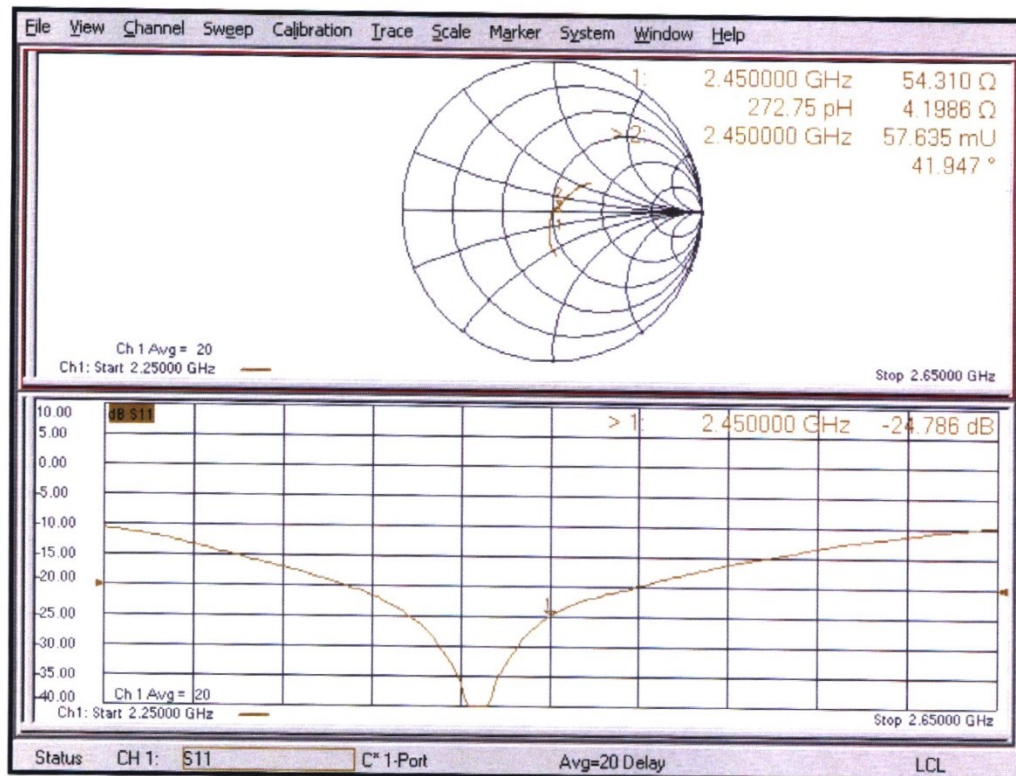 File View Channel Sweep Calibration Trace Scale Marker System Window Help
1: 2.450000 GHz 54.310 Ω
272.75 pH 4.1986 Ω
> 2: 2.450000 GHz 57.635 mU
41.947 °
2
1
Ch 1 Avg = 20
Ch1: Start 2.25000 GHz
Stop 2.65000 GHz
10.00
dB S11
> 1: 2.450000 GHz -24.786 dB
5.00
0.00
-5.00
-10.00
-15.00
-20.00
-25.00
1
-30.00
-35.00
-40.00
Ch 1 Avg = 20
Ch1: Start 2.25000 GHz
Stop 2.65000 GHz
Status CH 1: S11 C* 1-Port Avg=20 Delay LCL